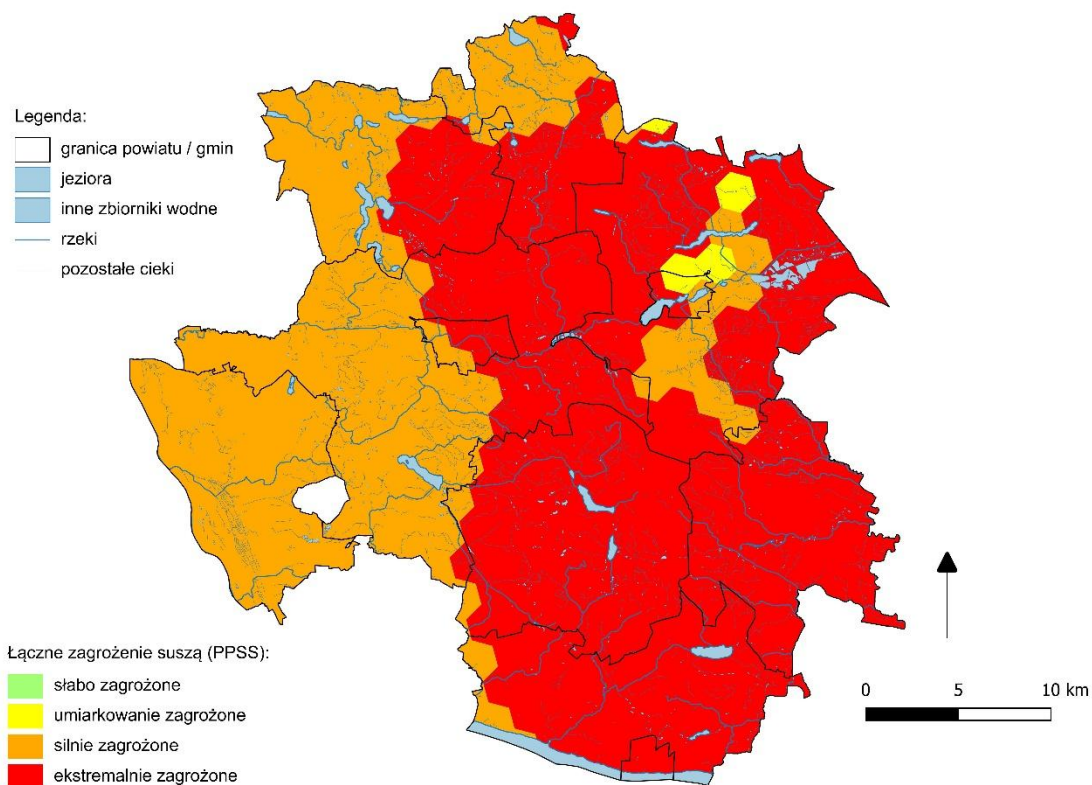 Legenda:
granica powiatu / gmin
jeziora
inne zbiorniki wodne
rzeki
pozostałe cieki
Łączne zagrożenie suszą (PPSS):
słabo zagrożone
umiarkowanie zagrożone
silnie zagrożone
ekstremalnie zagrożone
0 5 10 km